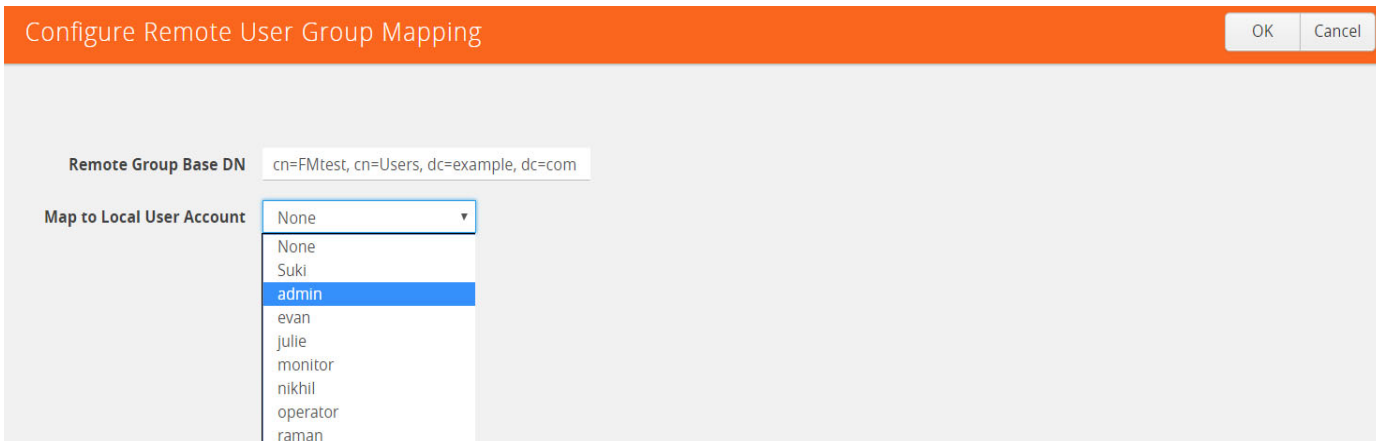 Configure Remote User Group Mapping
OK Cancel
Remote Group Base DN cn=FMtest, cn=Users, dc=example, dc=com
Map to Local User Account None
None
Suki
admin
evan
julie
monitor
nikhil
operator
raman